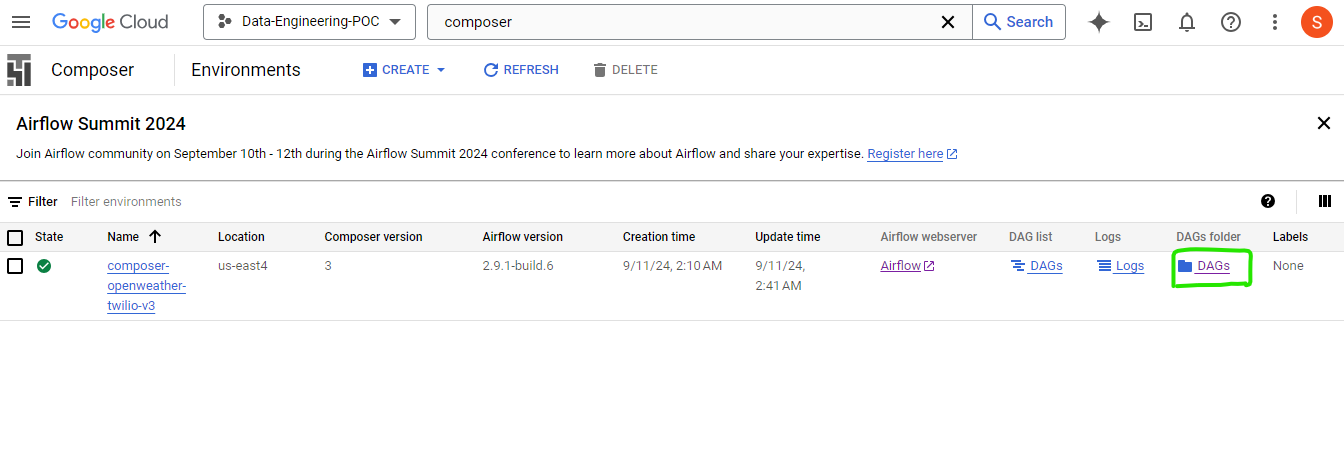 Google Cloud Data-Engineering-POC composer Search S
Composer Environments CREATE REFRESH DELETE
Airflow Summit 2024
Join Airflow community on September 10th - 12th during the Airflow Summit 2024 conference to learn more about Airflow and share your expertise. Register here
Filter Filter environments
State Name Location Composer version Airflow version Creation time Update time Airflow webserver DAG list Logs DAGs folder Labels
composer- us-east4 3 2.9.1-build.6 9/11/24, 2:10 AM 9/11/24, Airflow DAGs Logs DAGs None
openweather- 2:41 AM
twilio-v3